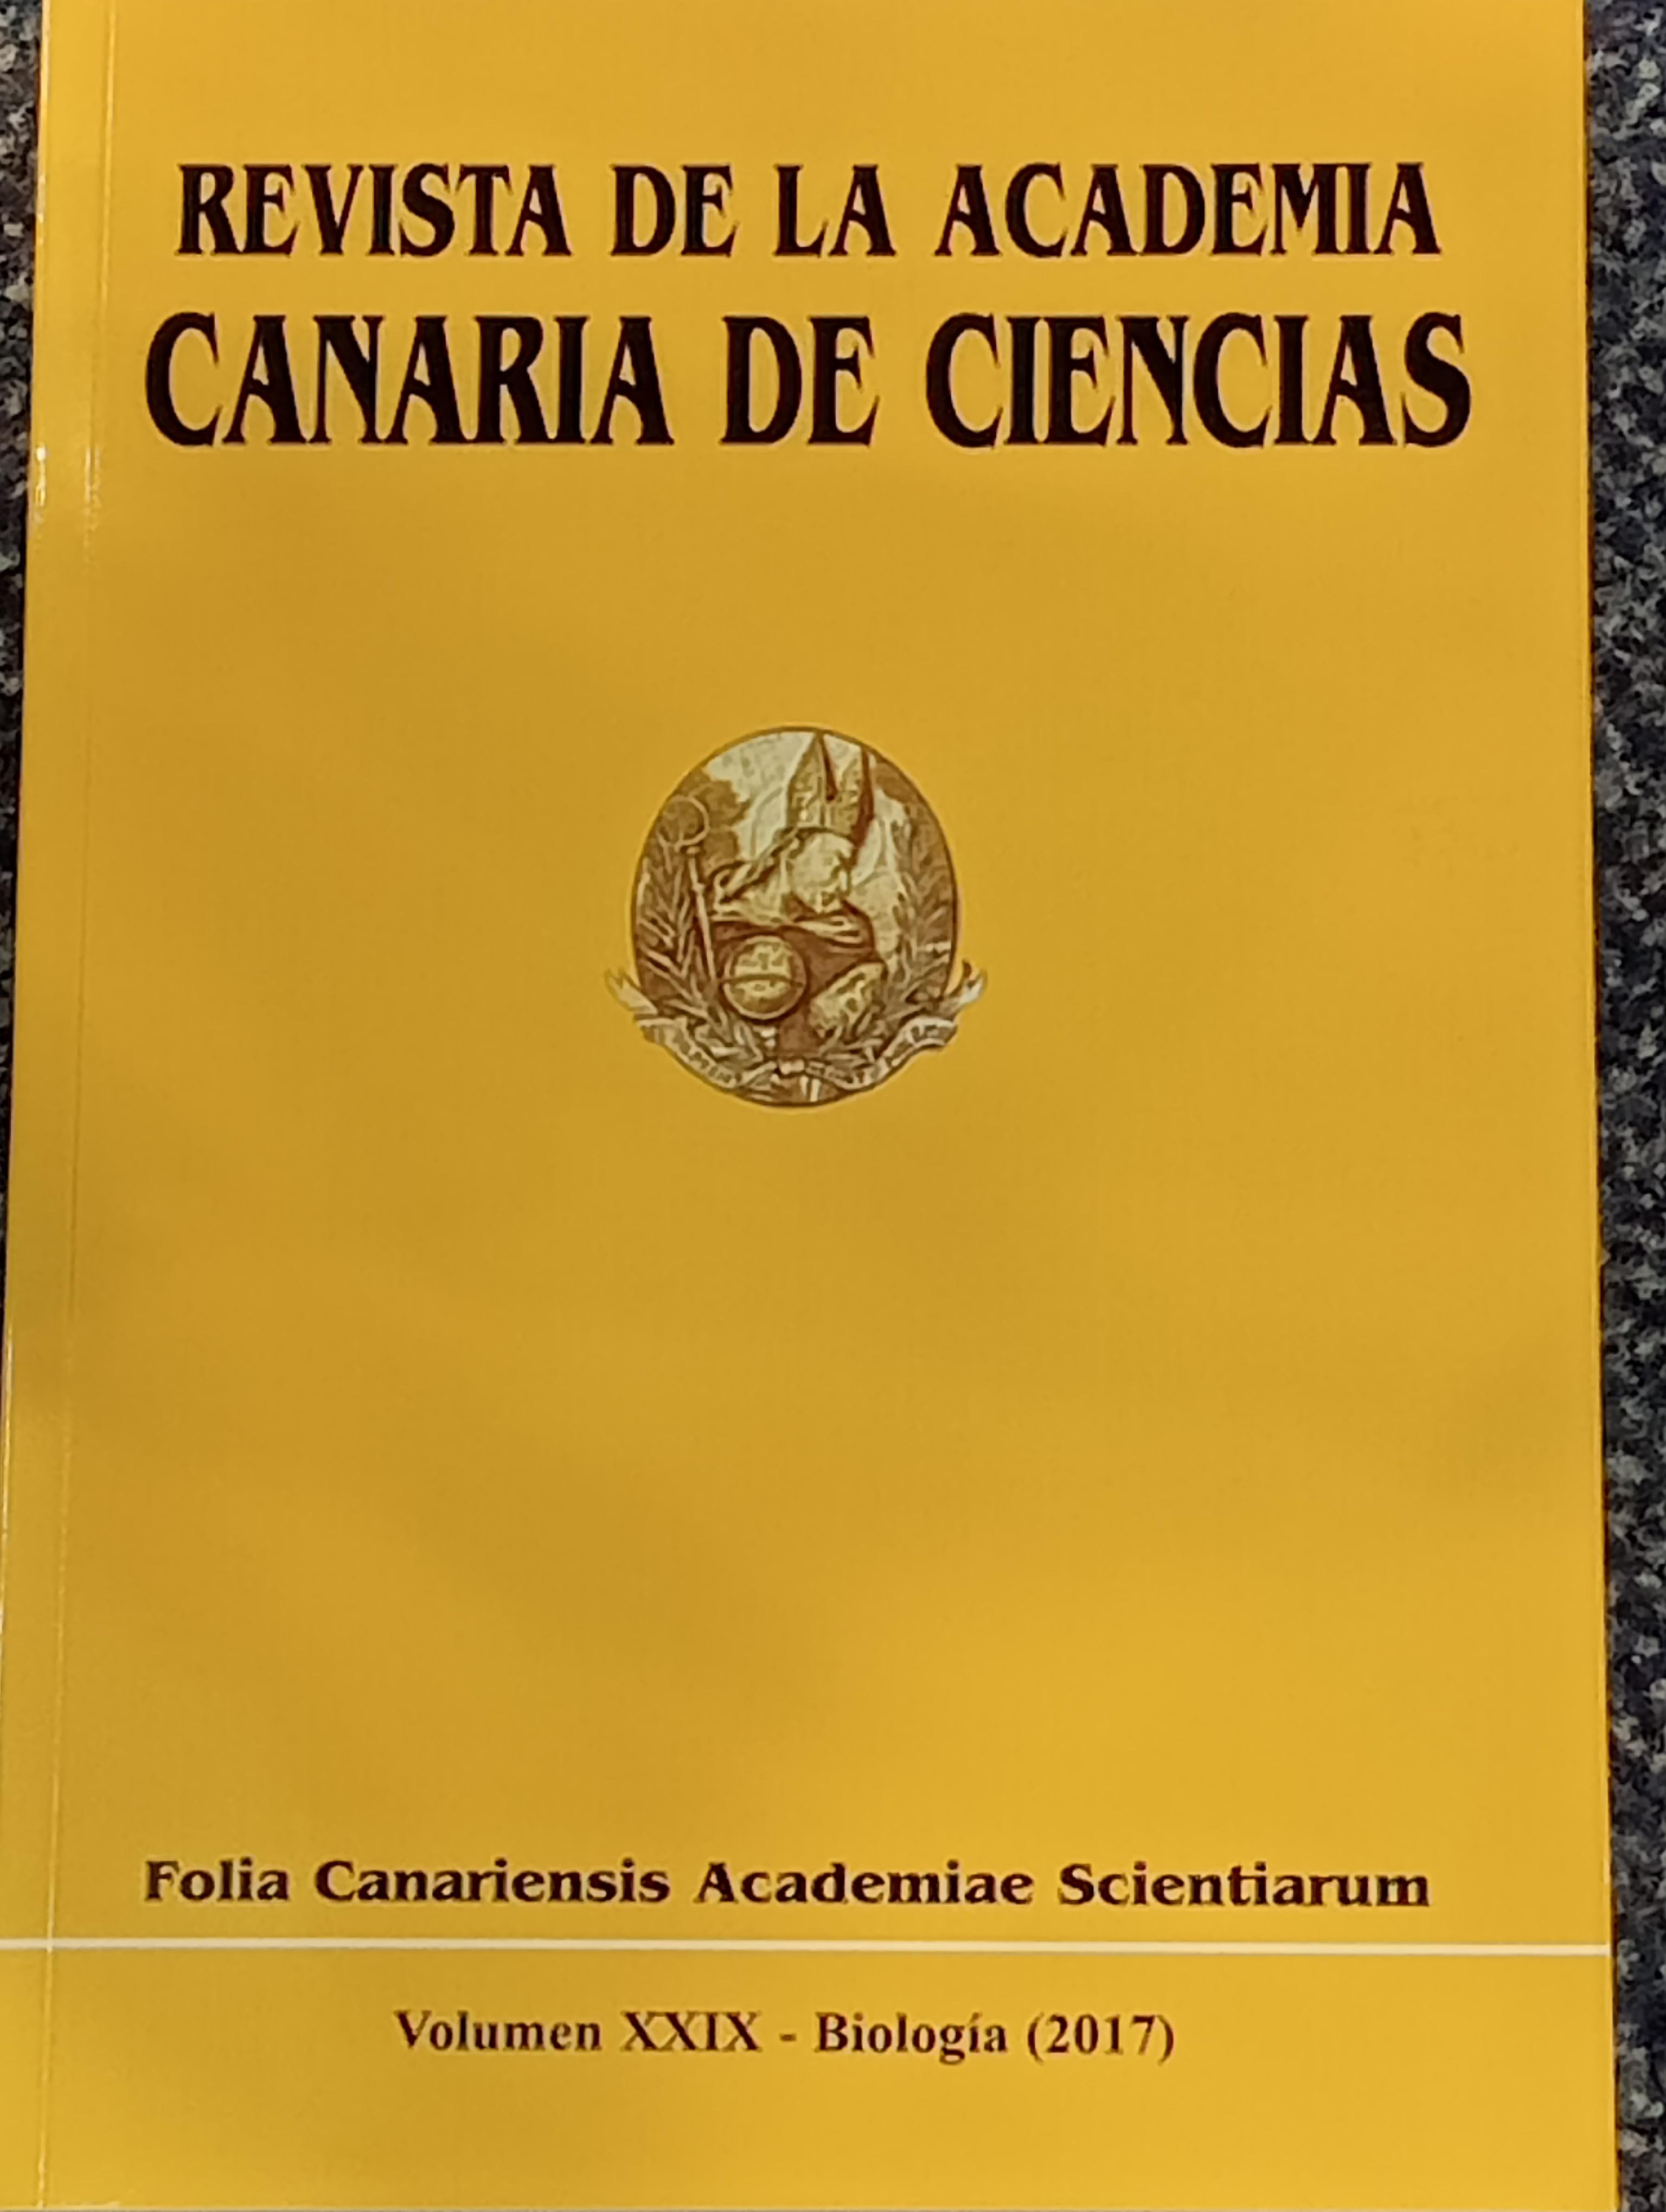 REVISTA DE LA ACADEMIA
CANARIA DE CIENCIAS
Folia Canariensis Academiae Scientiarum
Volumen XXIX - Biología (2017)